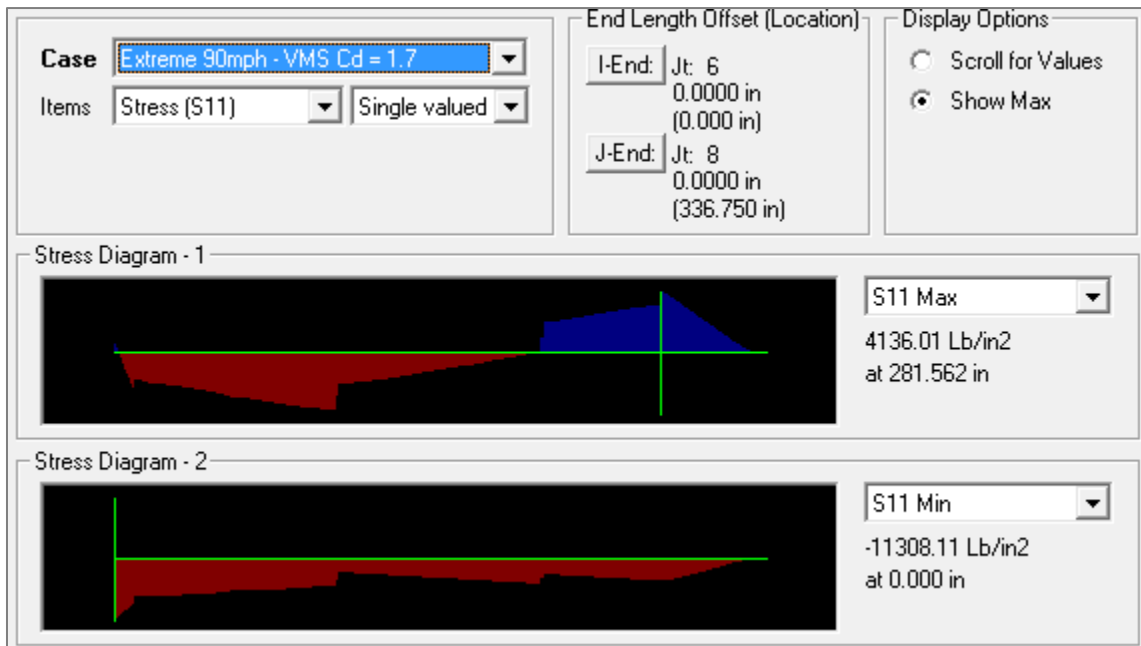 Case Extreme 90mph - VMS Cd = 1.7
Items Stress (S11) Single valued
End Length Offset (Location)
I-End: Jt: 6
0.0000 in
(0.000 in)
J-End: Jt: 8
0.0000 in
(336.750 in)
Display Options
Scroll for Values
Show Max
Stress Diagram - 1
S11 Max
4136.01 Lb/in2
at 281.562 in
Stress Diagram - 2
S11 Min
-11308.11 Lb/in2
at 0.000 in